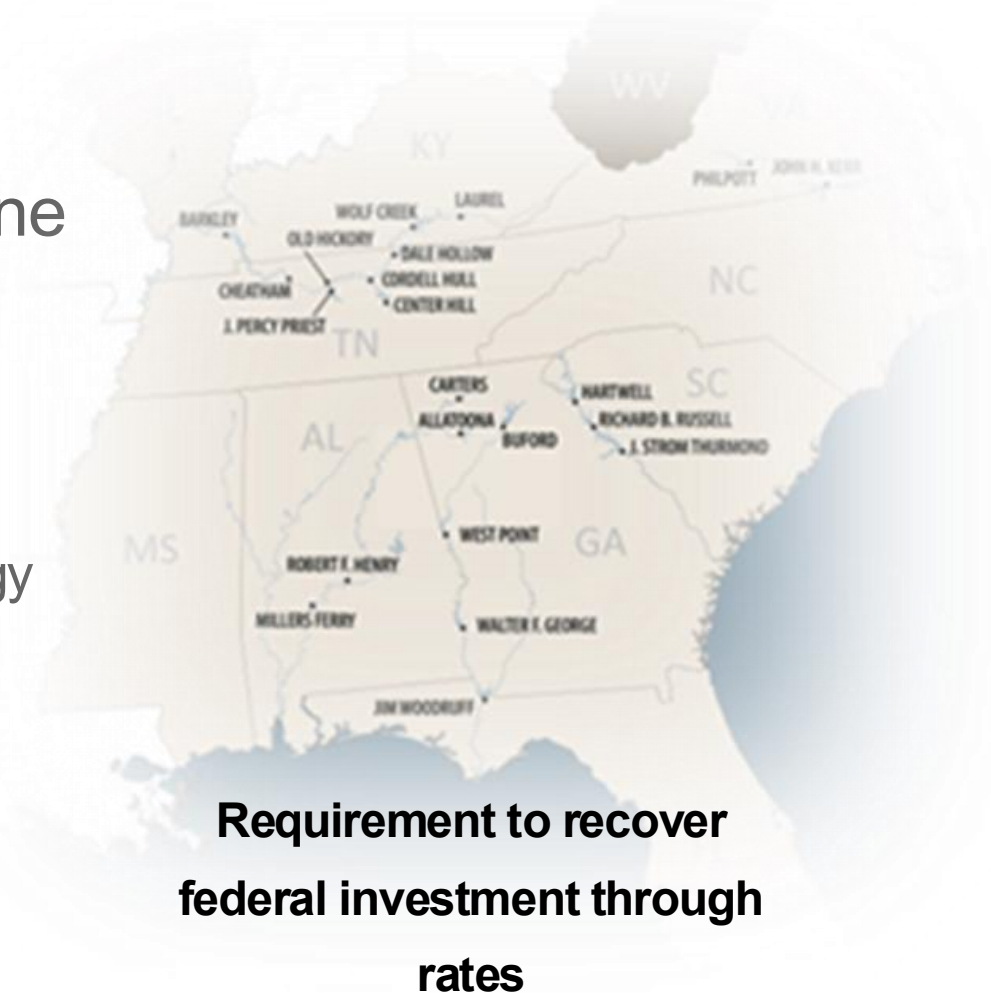 WV
VA
KY
PHILPOTT
JOHN H. KERR
ne
BARKLEY
WOLF CREEK
LAUREL
OLD HICKORY
DALE HOLLOW
CHEATHAM
CORDELL HULL
NC
CENTER HILL
J. PERCY PRIEST
TN
CARTERS
HARTWELL
SC
ALLATOONA
RICHARD B. RUSSELL
AL
BUFORD
J. STROM THURMOND
WEST POINT
MS
GA
ROBERT F. HENRY
gy
MILLERS FERRY
WALTER F. GEORGE
JIM WOODRUFF
Requirement to recover
federal investment through
rates